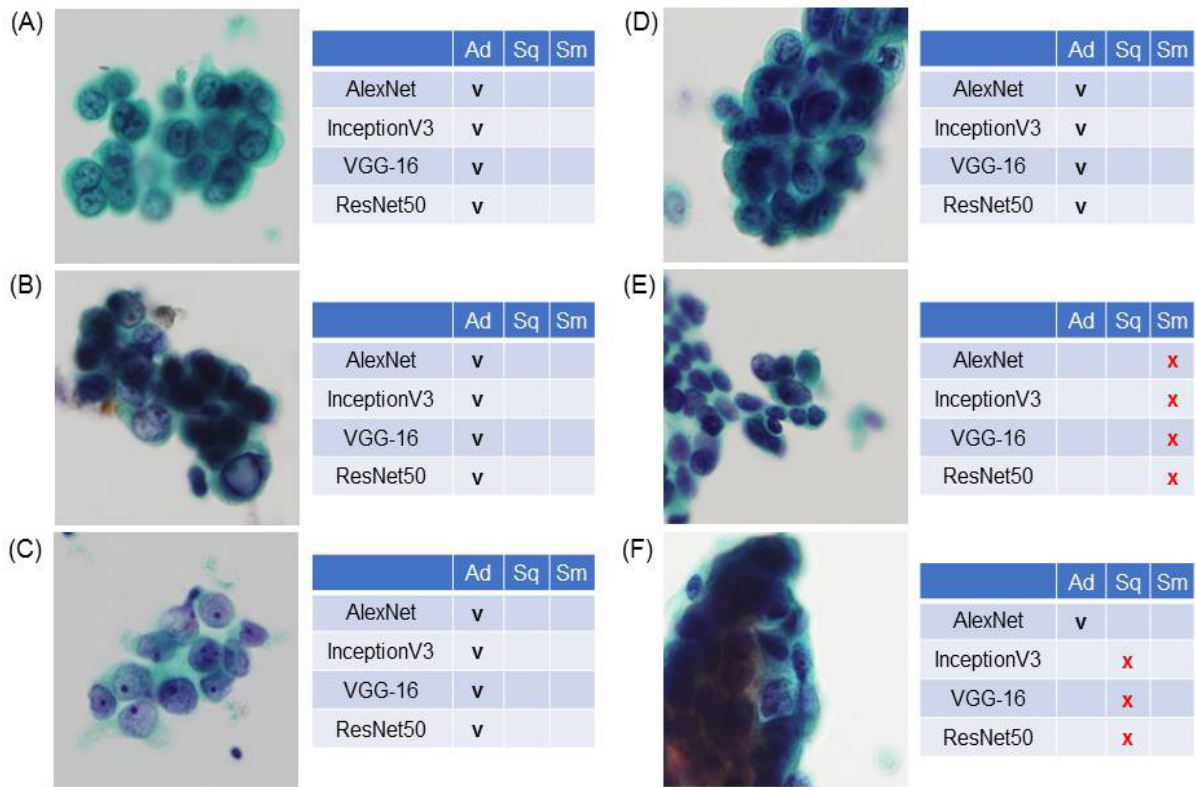 (A)
Ad Sq Sm
AlexNet v
InceptionV3 v
VGG-16 v
ResNet50 v
(B)
Ad Sq Sm
AlexNet v
InceptionV3 v
VGG-16 v
ResNet50 v
(C)
Ad Sq Sm
AlexNet v
InceptionV3 v
VGG-16 v
ResNet50 v
(D)
Ad Sq Sm
AlexNet v
InceptionV3 v
VGG-16 v
ResNet50 v
(E)
Ad Sq Sm
AlexNet x
InceptionV3 x
VGG-16 x
ResNet50 x
(F)
Ad Sq Sm
AlexNet v
InceptionV3 x
VGG-16 x
ResNet50 x